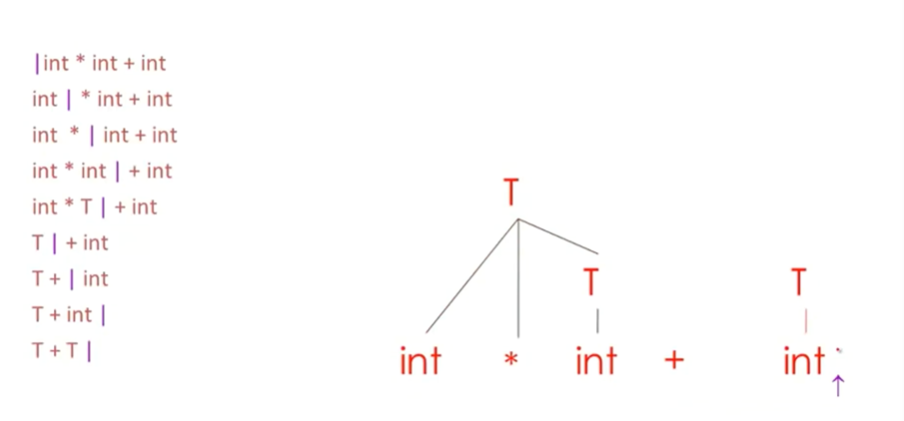 |int * int + int
int | * int + int
int * | int + int
int * int | + int
int * T | + int
T | + int
T + | int
T + int |
T + T |
T
T T
int * int + int